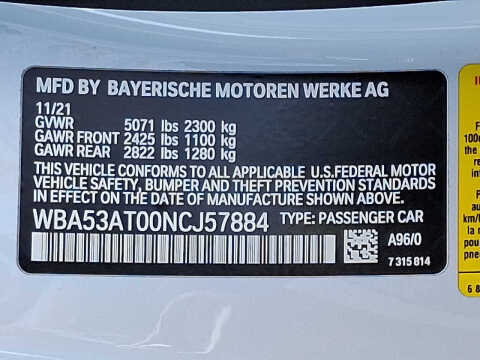 MFD BY BAYERISCHE MOTOREN WERKE AG
11/21
GVWR 5071 lbs 2300 kg
GAWR FRONT 2425 lbs 1100 kg
GAWR REAR 2822 lbs 1280 kg
THIS VEHICLE CONFORMS TO ALL APPLICABLE U.S.FEDERAL MOTOR
VEHICLE SAFETY, BUMPER, AND THEFT PREVENTION STANDARDS
IN EFFECT ON THE DATE OF MANUFACTURE SHOWN ABOVE.
WBA53AT00NCJ57884 TYPE: PASSENGER CAR
A96/0
7 315 814